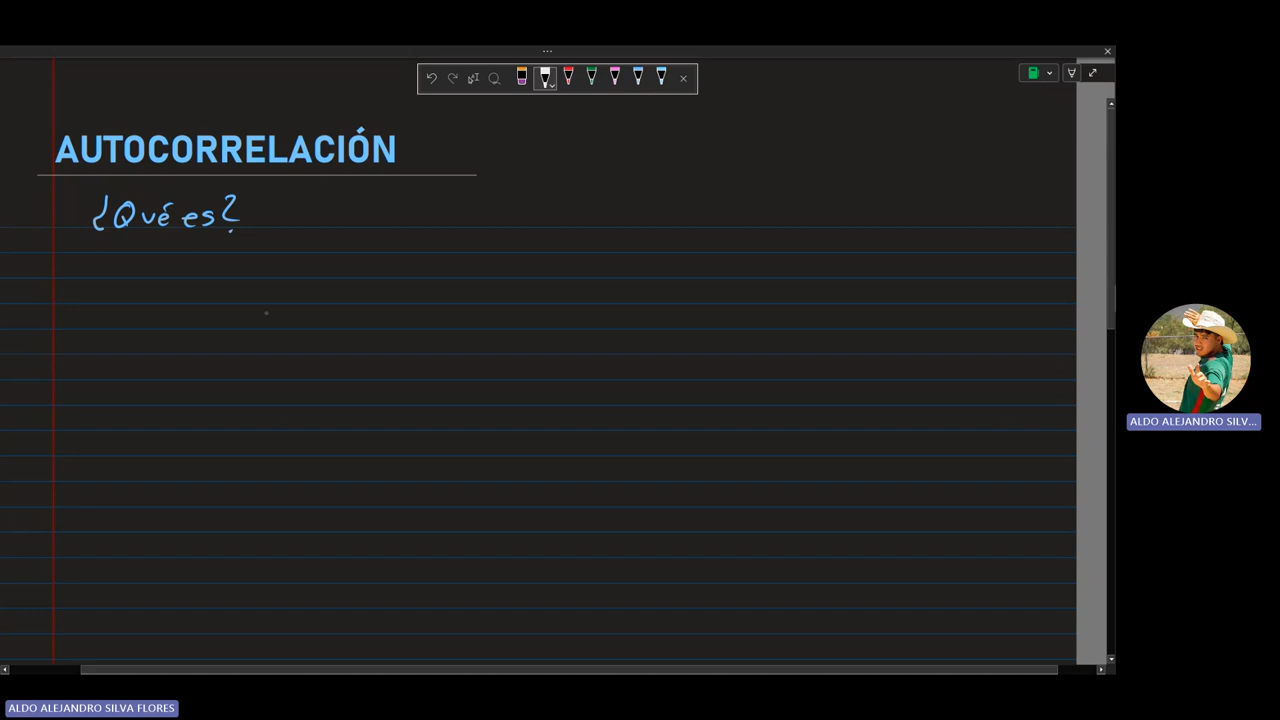 AUTOCORRELACIÓN
¿Qué es?
ALDO ALEJANDRO SILV...
ALDO ALEJANDRO SILVA FLORES